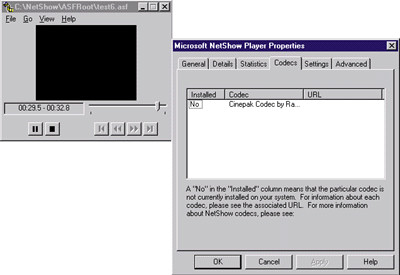 C:\NetShow\ASFRoot\test6.asf
File Go View Help
00:29.5 - 00:32.8
Microsoft NetShow Player Properties
General Details Statistics Codecs Settings Advanced
Installed Codec URL
No Cinepak Codec by Ra...
A "No" in the "Installed" column means that the particular codec is
not currently installed on your system. For information about each
codec, please see the associated URL. For more information
about NetShow codecs, please see:
OK Cancel Apply Help